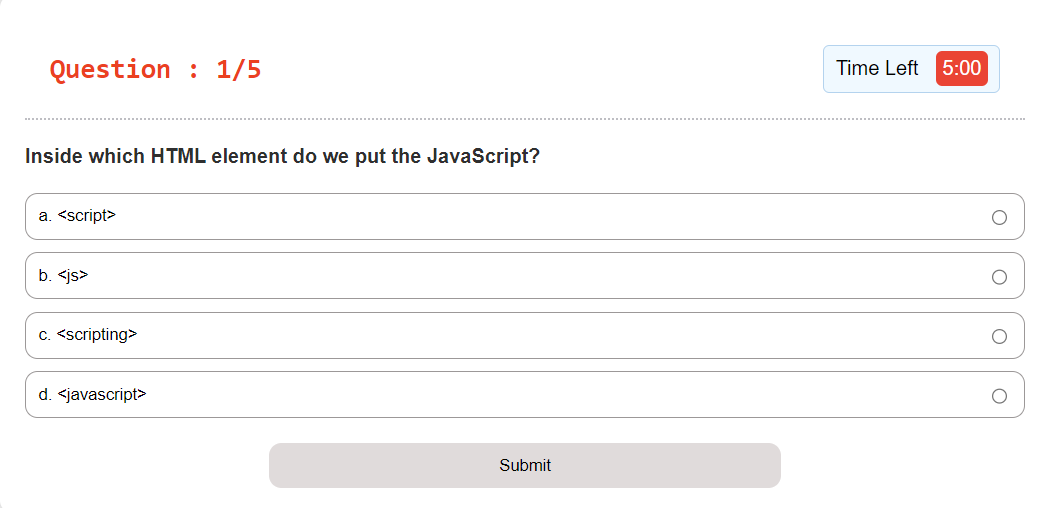 Question : 1/5
Time Left 5:00
Inside which HTML element do we put the JavaScript?
a. <script>
b. <js>
c. <scripting>
d. <javascript>
Submit